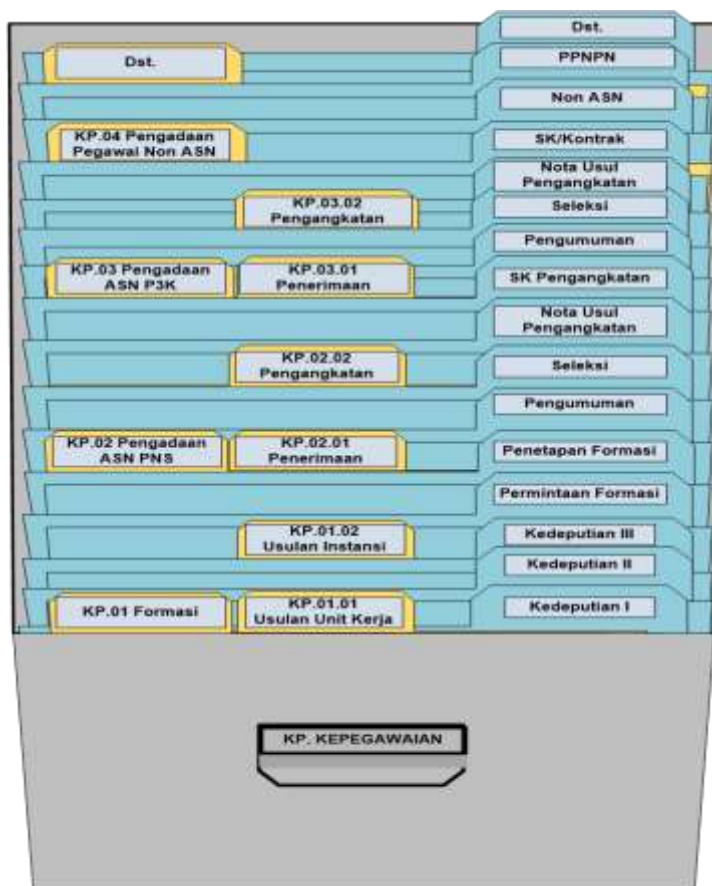 Dst.
Dst.
PPNPN
Non ASN
KP.04 Pengadaan
Pegawai Non ASN
SK/Kontrak
Nota Usul
Pengangkatan
KP.03.02
Pengangkatan
Seleksi
Pengumuman
KP.03 Pengadaan
ASN P3K
KP.03.01
Penerimaan
SK Pengangkatan
Nota Usul
Pengangkatan
KP.02.02
Pengangkatan
Seleksi
Pengumuman
KP.02 Pengadaan
ASN PNS
KP.02.01
Penerimaan
Penetapan Formasi
Permintaan Formasi
KP.01.02
Usulan Instansi
Kedeputian III
Kedeputian II
KP.01 Formasi
KP.01.01
Usulan Unit Kerja
Kedeputian I
KP. KEPEGAWAIAN